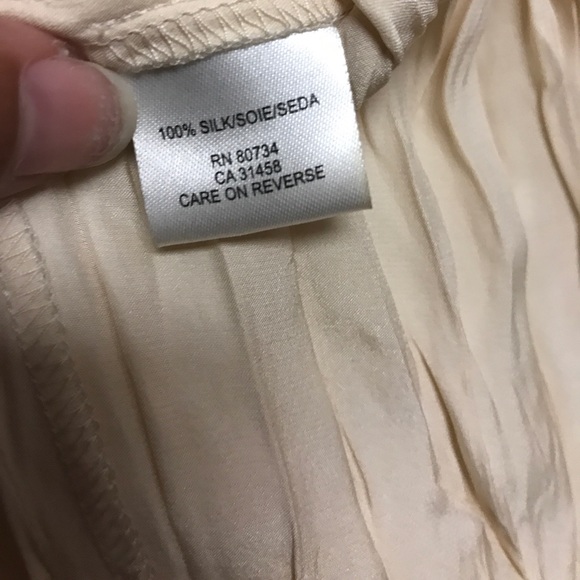 100% SILK/SOIE/SEDA
RN 80734
CA 31458
CARE ON REVERSE